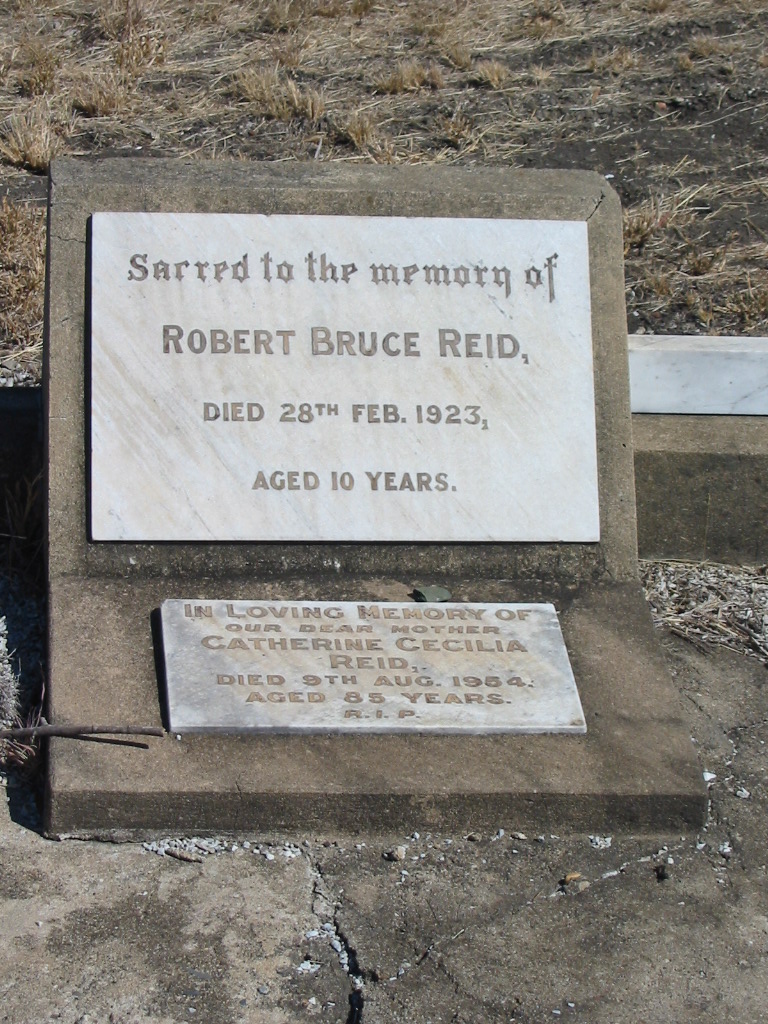 Sacred to the memory of
ROBERT BRUCE REID,
DIED 28TH FEB. 1923,
AGED 10 YEARS.
IN LOVING MEMORY OF
OUR DEAR MOTHER
CATHERINE CECILIA
REID,
DIED 9TH AUG. 1954.
AGED 85 YEARS.
R.I.P.